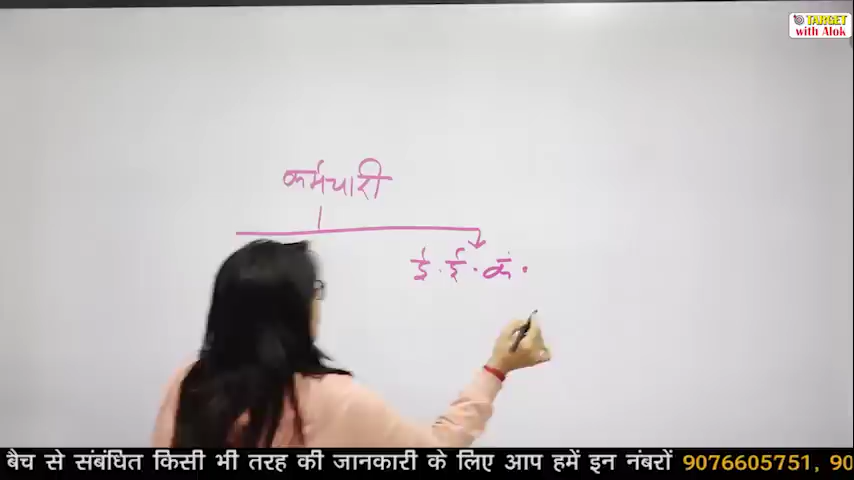 TARGET
with Alok
कर्मचारी
ई. ई. कं.
बैच से संबंधित किसी भी तरह की जानकारी के लिए आप हमें इन नंबरों 9076605751, 90